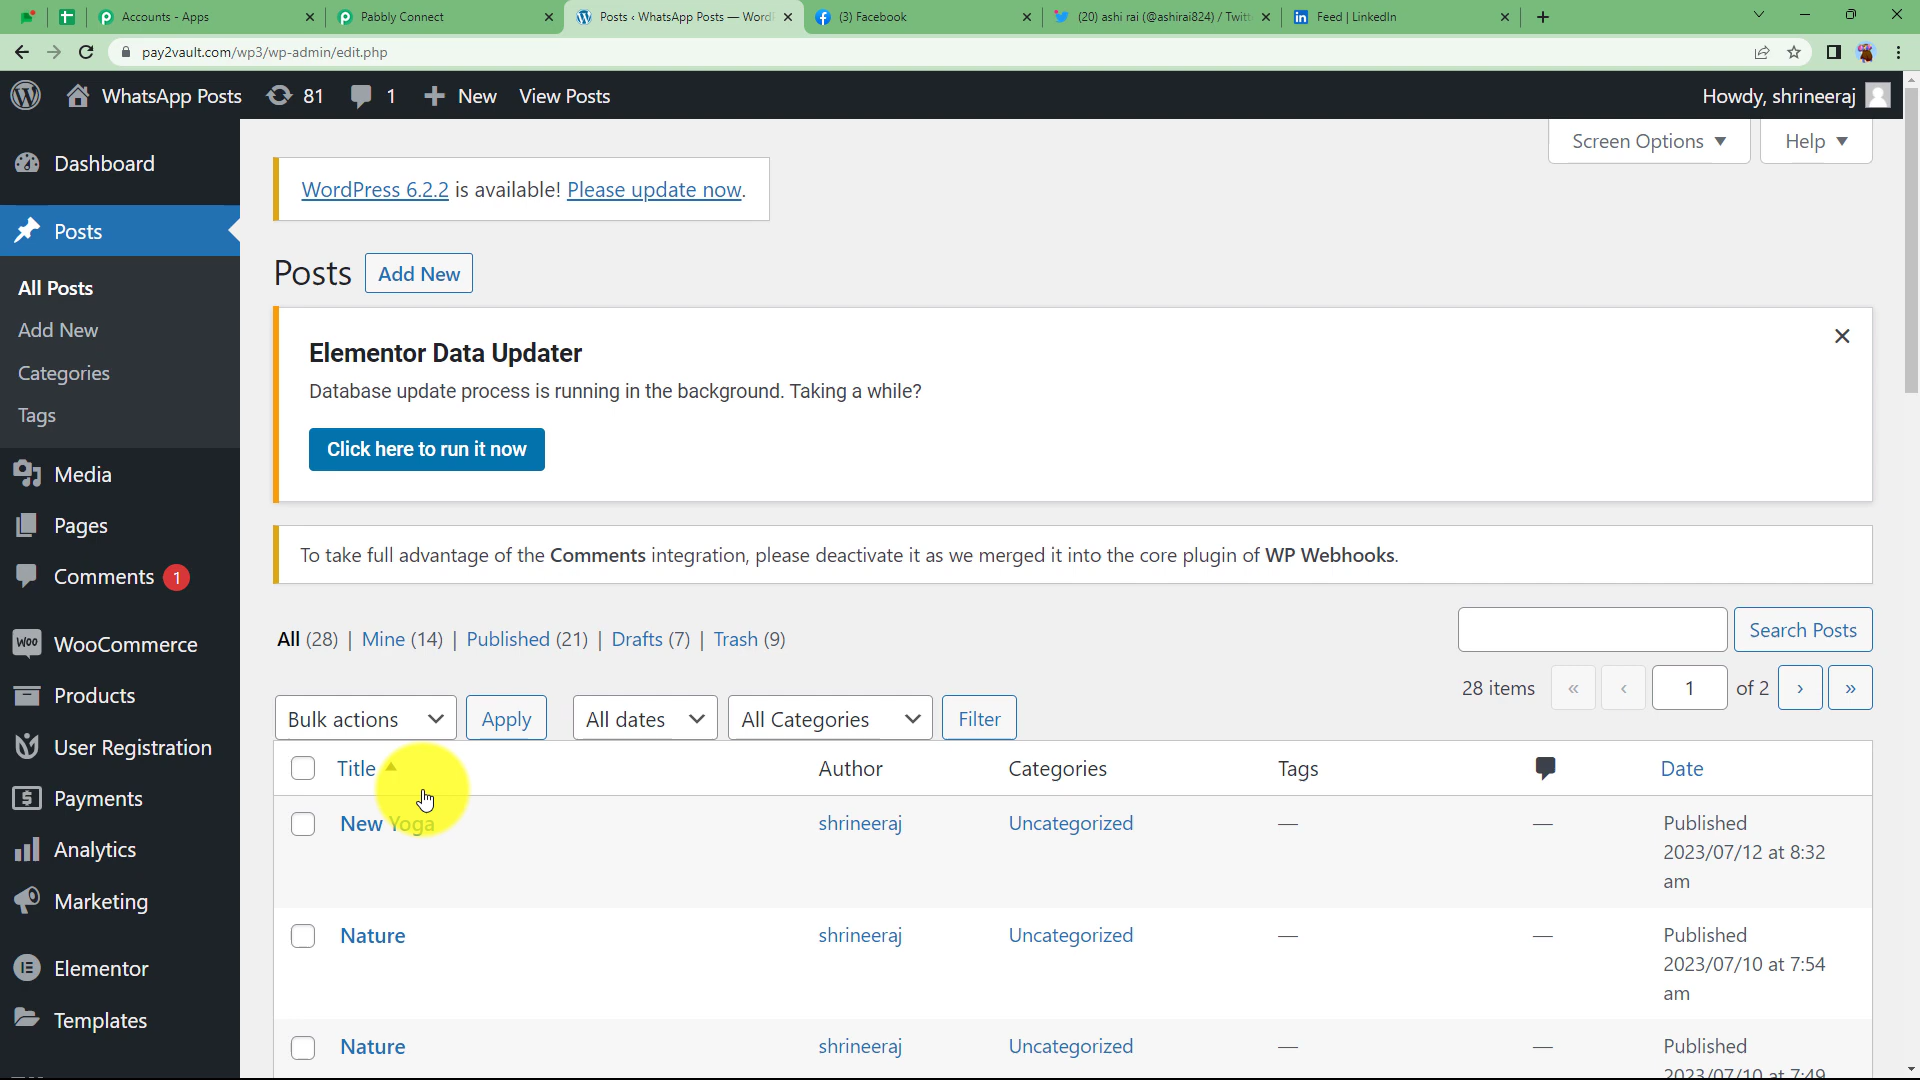 Accounts - Apps
Pabbly Connect
Posts ‹ WhatsApp Posts — Word
(3) Facebook
(20) ashi rai (@ashirai824) / Twitt
Feed | LinkedIn
pay2vault.com/wp3/wp-admin/edit.php
WhatsApp Posts 81 1 New View Posts
Howdy, shrineeraj
Screen Options
Help
Dashboard
Posts
All Posts
Add New
Categories
Tags
Media
Pages
Comments 1
WooCommerce
Products
User Registration
Payments
Analytics
Marketing
Elementor
Templates
WordPress 6.2.2 is available! Please update now.
Posts Add New
Elementor Data Updater
Database update process is running in the background. Taking a while?
Click here to run it now
To take full advantage of the Comments integration, please deactivate it as we merged it into the core plugin of WP Webhooks.
All (28) | Mine (14) | Published (21) | Drafts (7) | Trash (9)
Search Posts
28 items « ‹ 1 of 2 › »
Bulk actions Apply All dates All Categories Filter
Title Author Categories Tags Date
New Yoga shrineeraj Uncategorized — — Published
2023/07/12 at 8:32
am
Nature shrineeraj Uncategorized — — Published
2023/07/10 at 7:54
am
Nature shrineeraj Uncategorized — — Published
2023/07/10 at 7:49